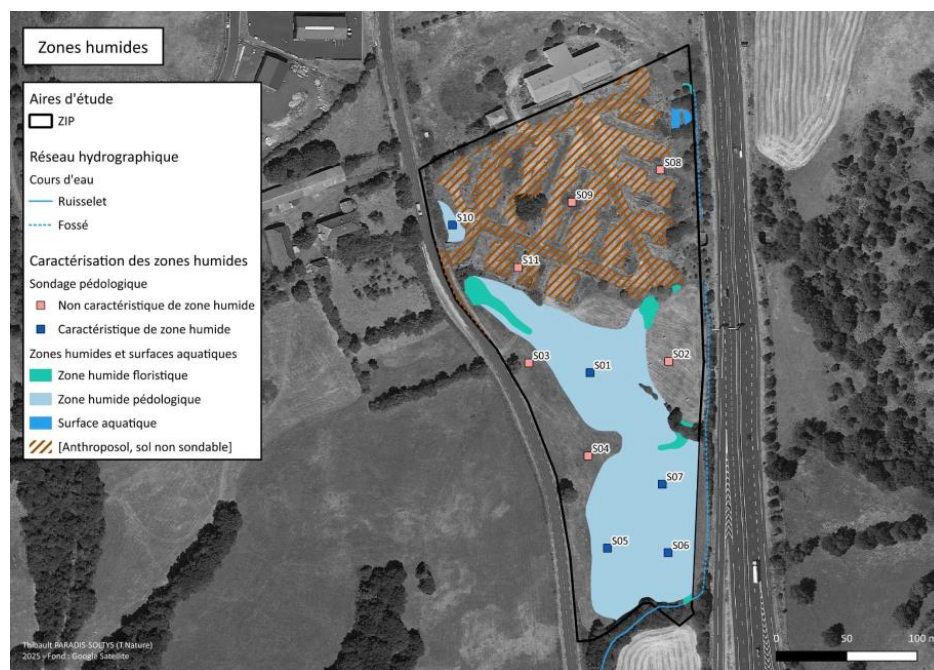 Zones humides
Aires d'étude
ZIP
Réseau hydrographique
Cours d'eau
Ruisselet
Fossé
Caractérisation des zones humides
Sondage pédologique
Non caractéristique de zone humide
Caractéristique de zone humide
Zones humides et surfaces aquatiques
Zone humide floristique
Zone humide pédologique
Surface aquatique
[Anthroposol, sol non sondable]
S08
S09
S10
S11
S03
S01
S02
S04
S07
S05
S06
Thibault PARADIS-SOLTYS (T.Nature)
2025 - Fond : Google Satellite
0 50 100 m